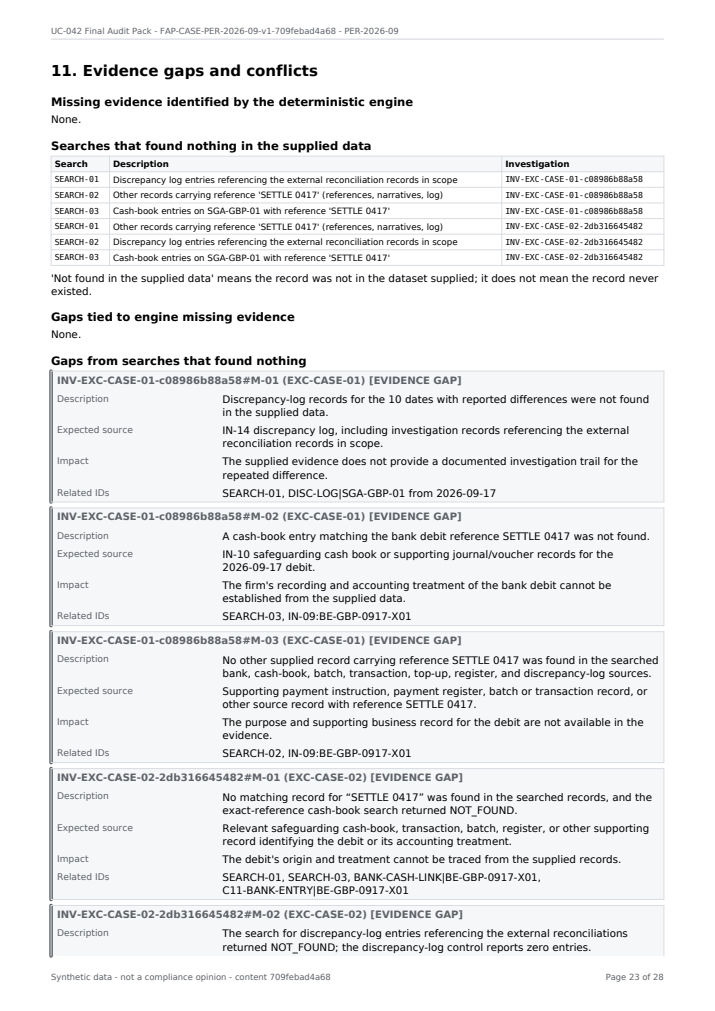 UC-042 Final Audit Pack - FAP-CASE-PER-2026-09-v1-709febad4a68 - PER-2026-09
11. Evidence gaps and conflicts
Missing evidence identified by the deterministic engine
None.
Searches that found nothing in the supplied data
Search Description Investigation
SEARCH-01 Discrepancy log entries referencing the external reconciliation records in scope INV-EXC-CASE-01-c08986b88a58
SEARCH-02 Other records carrying reference 'SETTLE 0417' (references, narratives, log) INV-EXC-CASE-01-c08986b88a58
SEARCH-03 Cash-book entries on SGA-GBP-01 with reference 'SETTLE 0417' INV-EXC-CASE-01-c08986b88a58
SEARCH-01 Other records carrying reference 'SETTLE 0417' (references, narratives, log) INV-EXC-CASE-02-2db316645482
SEARCH-02 Discrepancy log entries referencing the external reconciliation records in scope INV-EXC-CASE-02-2db316645482
SEARCH-03 Cash-book entries on SGA-GBP-01 with reference 'SETTLE 0417' INV-EXC-CASE-02-2db316645482
'Not found in the supplied data' means the record was not in the dataset supplied; it does not mean the record never
existed.
Gaps tied to engine missing evidence
None.
Gaps from searches that found nothing
INV-EXC-CASE-01-c08986b88a58#M-01 (EXC-CASE-01) [EVIDENCE GAP]
Description Discrepancy-log records for the 10 dates with reported differences were not found
in the supplied data.
Expected source IN-14 discrepancy log, including investigation records referencing the external
reconciliation records in scope.
Impact The supplied evidence does not provide a documented investigation trail for the
repeated difference.
Related IDs SEARCH-01, DISC-LOG|SGA-GBP-01 from 2026-09-17
INV-EXC-CASE-01-c08986b88a58#M-02 (EXC-CASE-01) [EVIDENCE GAP]
Description A cash-book entry matching the bank debit reference SETTLE 0417 was not found.
Expected source IN-10 safeguarding cash book or supporting journal/voucher records for the
2026-09-17 debit.
Impact The firm's recording and accounting treatment of the bank debit cannot be
established from the supplied data.
Related IDs SEARCH-03, IN-09:BE-GBP-0917-X01
INV-EXC-CASE-01-c08986b88a58#M-03 (EXC-CASE-01) [EVIDENCE GAP]
Description No other supplied record carrying reference SETTLE 0417 was found in the searched
bank, cash-book, batch, transaction, top-up, register, and discrepancy-log sources.
Expected source Supporting payment instruction, payment register, batch or transaction record, or
other source record with reference SETTLE 0417.
Impact The purpose and supporting business record for the debit are not available in the
evidence.
Related IDs SEARCH-02, IN-09:BE-GBP-0917-X01
INV-EXC-CASE-02-2db316645482#M-01 (EXC-CASE-02) [EVIDENCE GAP]
Description No matching record for “SETTLE 0417” was found in the searched records, and the
exact-reference cash-book search returned NOT_FOUND.
Expected source Relevant safeguarding cash-book, transaction, batch, register, or other supporting
record identifying the debit or its accounting treatment.
Impact The debit's origin and treatment cannot be traced from the supplied records.
Related IDs SEARCH-01, SEARCH-03, BANK-CASH-LINK|BE-GBP-0917-X01,
C11-BANK-ENTRY|BE-GBP-0917-X01
INV-EXC-CASE-02-2db316645482#M-02 (EXC-CASE-02) [EVIDENCE GAP]
Description The search for discrepancy-log entries referencing the external reconciliations
returned NOT_FOUND; the discrepancy-log control reports zero entries.
Synthetic data - not a compliance opinion - content 709febad4a68 Page 23 of 28